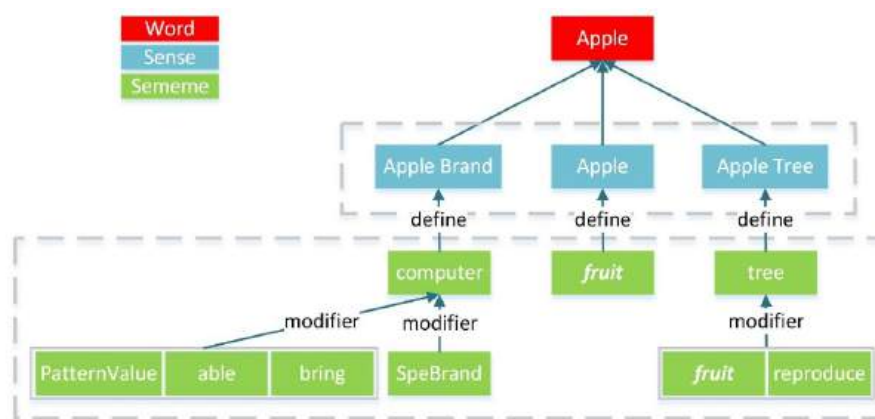 Word
Sense
Sememe
Apple
Apple Brand
Apple
Apple Tree
define
define
define
computer
fruit
tree
modifier
modifier
modifier
PatternValue
able
bring
SpeBrand
fruit
reproduce